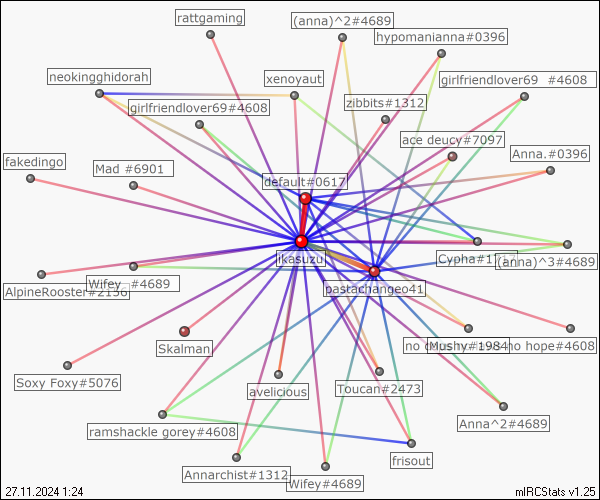 rattgaming
(anna)^2#4689
hypomanianna#0396
neokingghidorah
xenoyaut
girlfriendlover69 #4608
girlfriendlover69#4608
zibbits#1312
ace deucy#7097
fakedingo
Mad #6901
Anna.#0396
default#0617
ikasuzu
Cypha#1
(anna)^3#4689
AlpineRooster#2156
Wifey #4689
pastachangeo41
Skalman
no
Mushy#1984
no hope#4608
Soxy Foxy#5076
avelicious
Toucan#2473
Anna^2#4689
ramshackle gorey#4608
frisout
Annarchist#1312
Wifey#4689
27.11.2024 1:24
mIRCStats v1.25